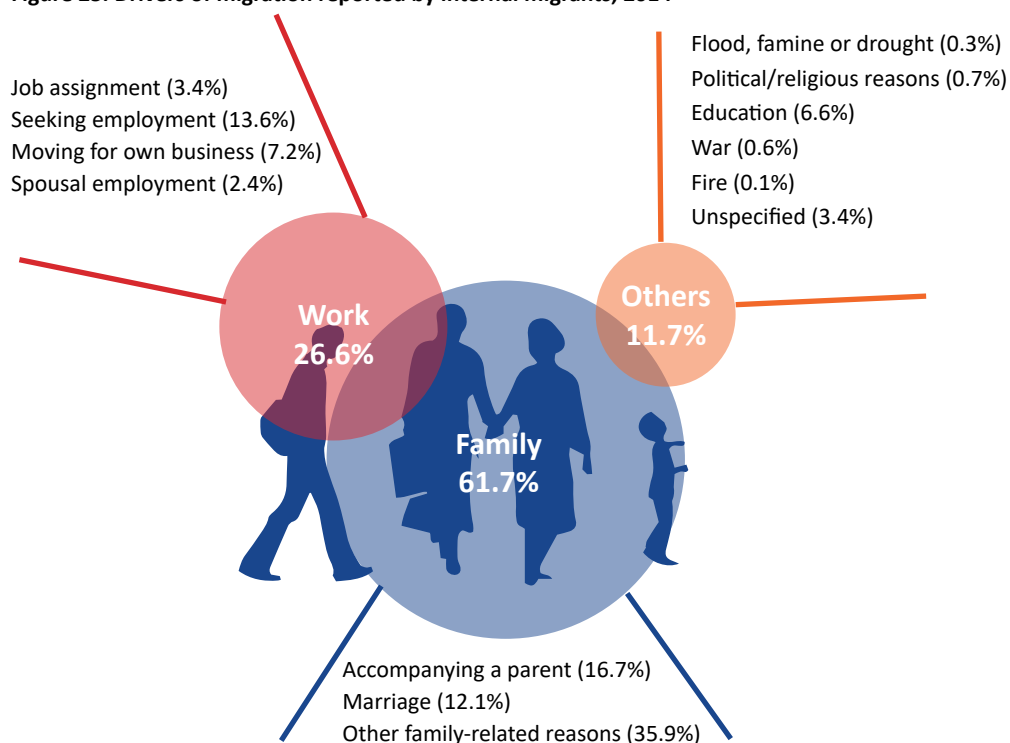 Job assignment (3.4%)
Seeking employment (13.6%)
Moving for own business (7.2%)
Spousal employment (2.4%)
Flood, famine or drought (0.3%)
Political/religious reasons (0.7%)
Education (6.6%)
War (0.6%)
Fire (0.1%)
Unspecified (3.4%)
Work
26.6%
Others
11.7%
Family
61.7%
Accompanying a parent (16.7%)
Marriage (12.1%)
Other family-related reasons (35.9%)